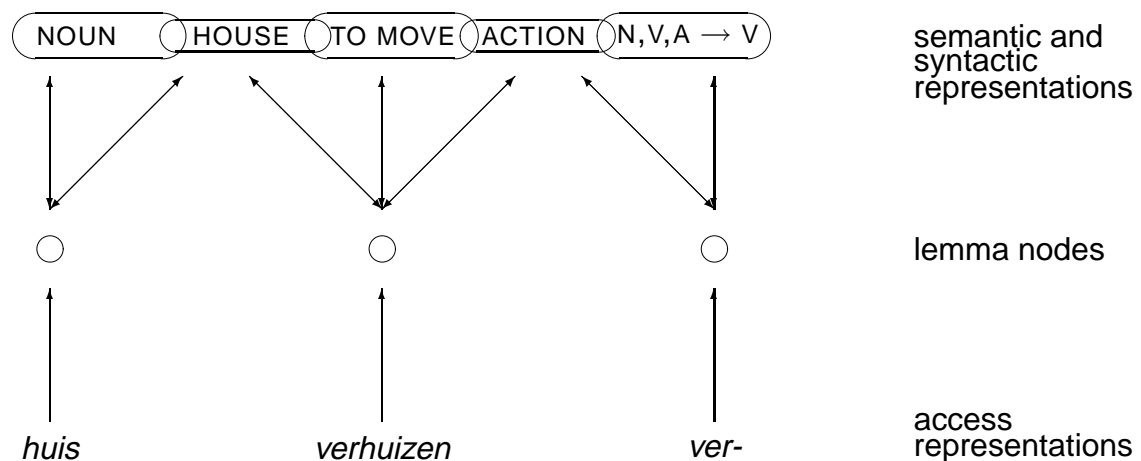 NOUN HOUSE TO MOVE ACTION N,V,A → V
semantic and
syntactic
representations
lemma nodes
huis verhuizen ver-
access
representations